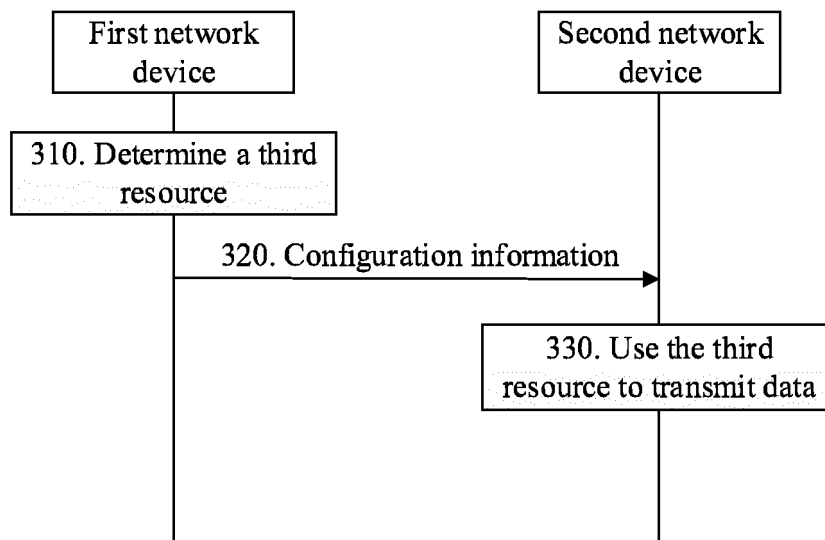 First network
device
Second network
device
310. Determine a third
resource
320. Configuration information
330. Use the third
resource to transmit data